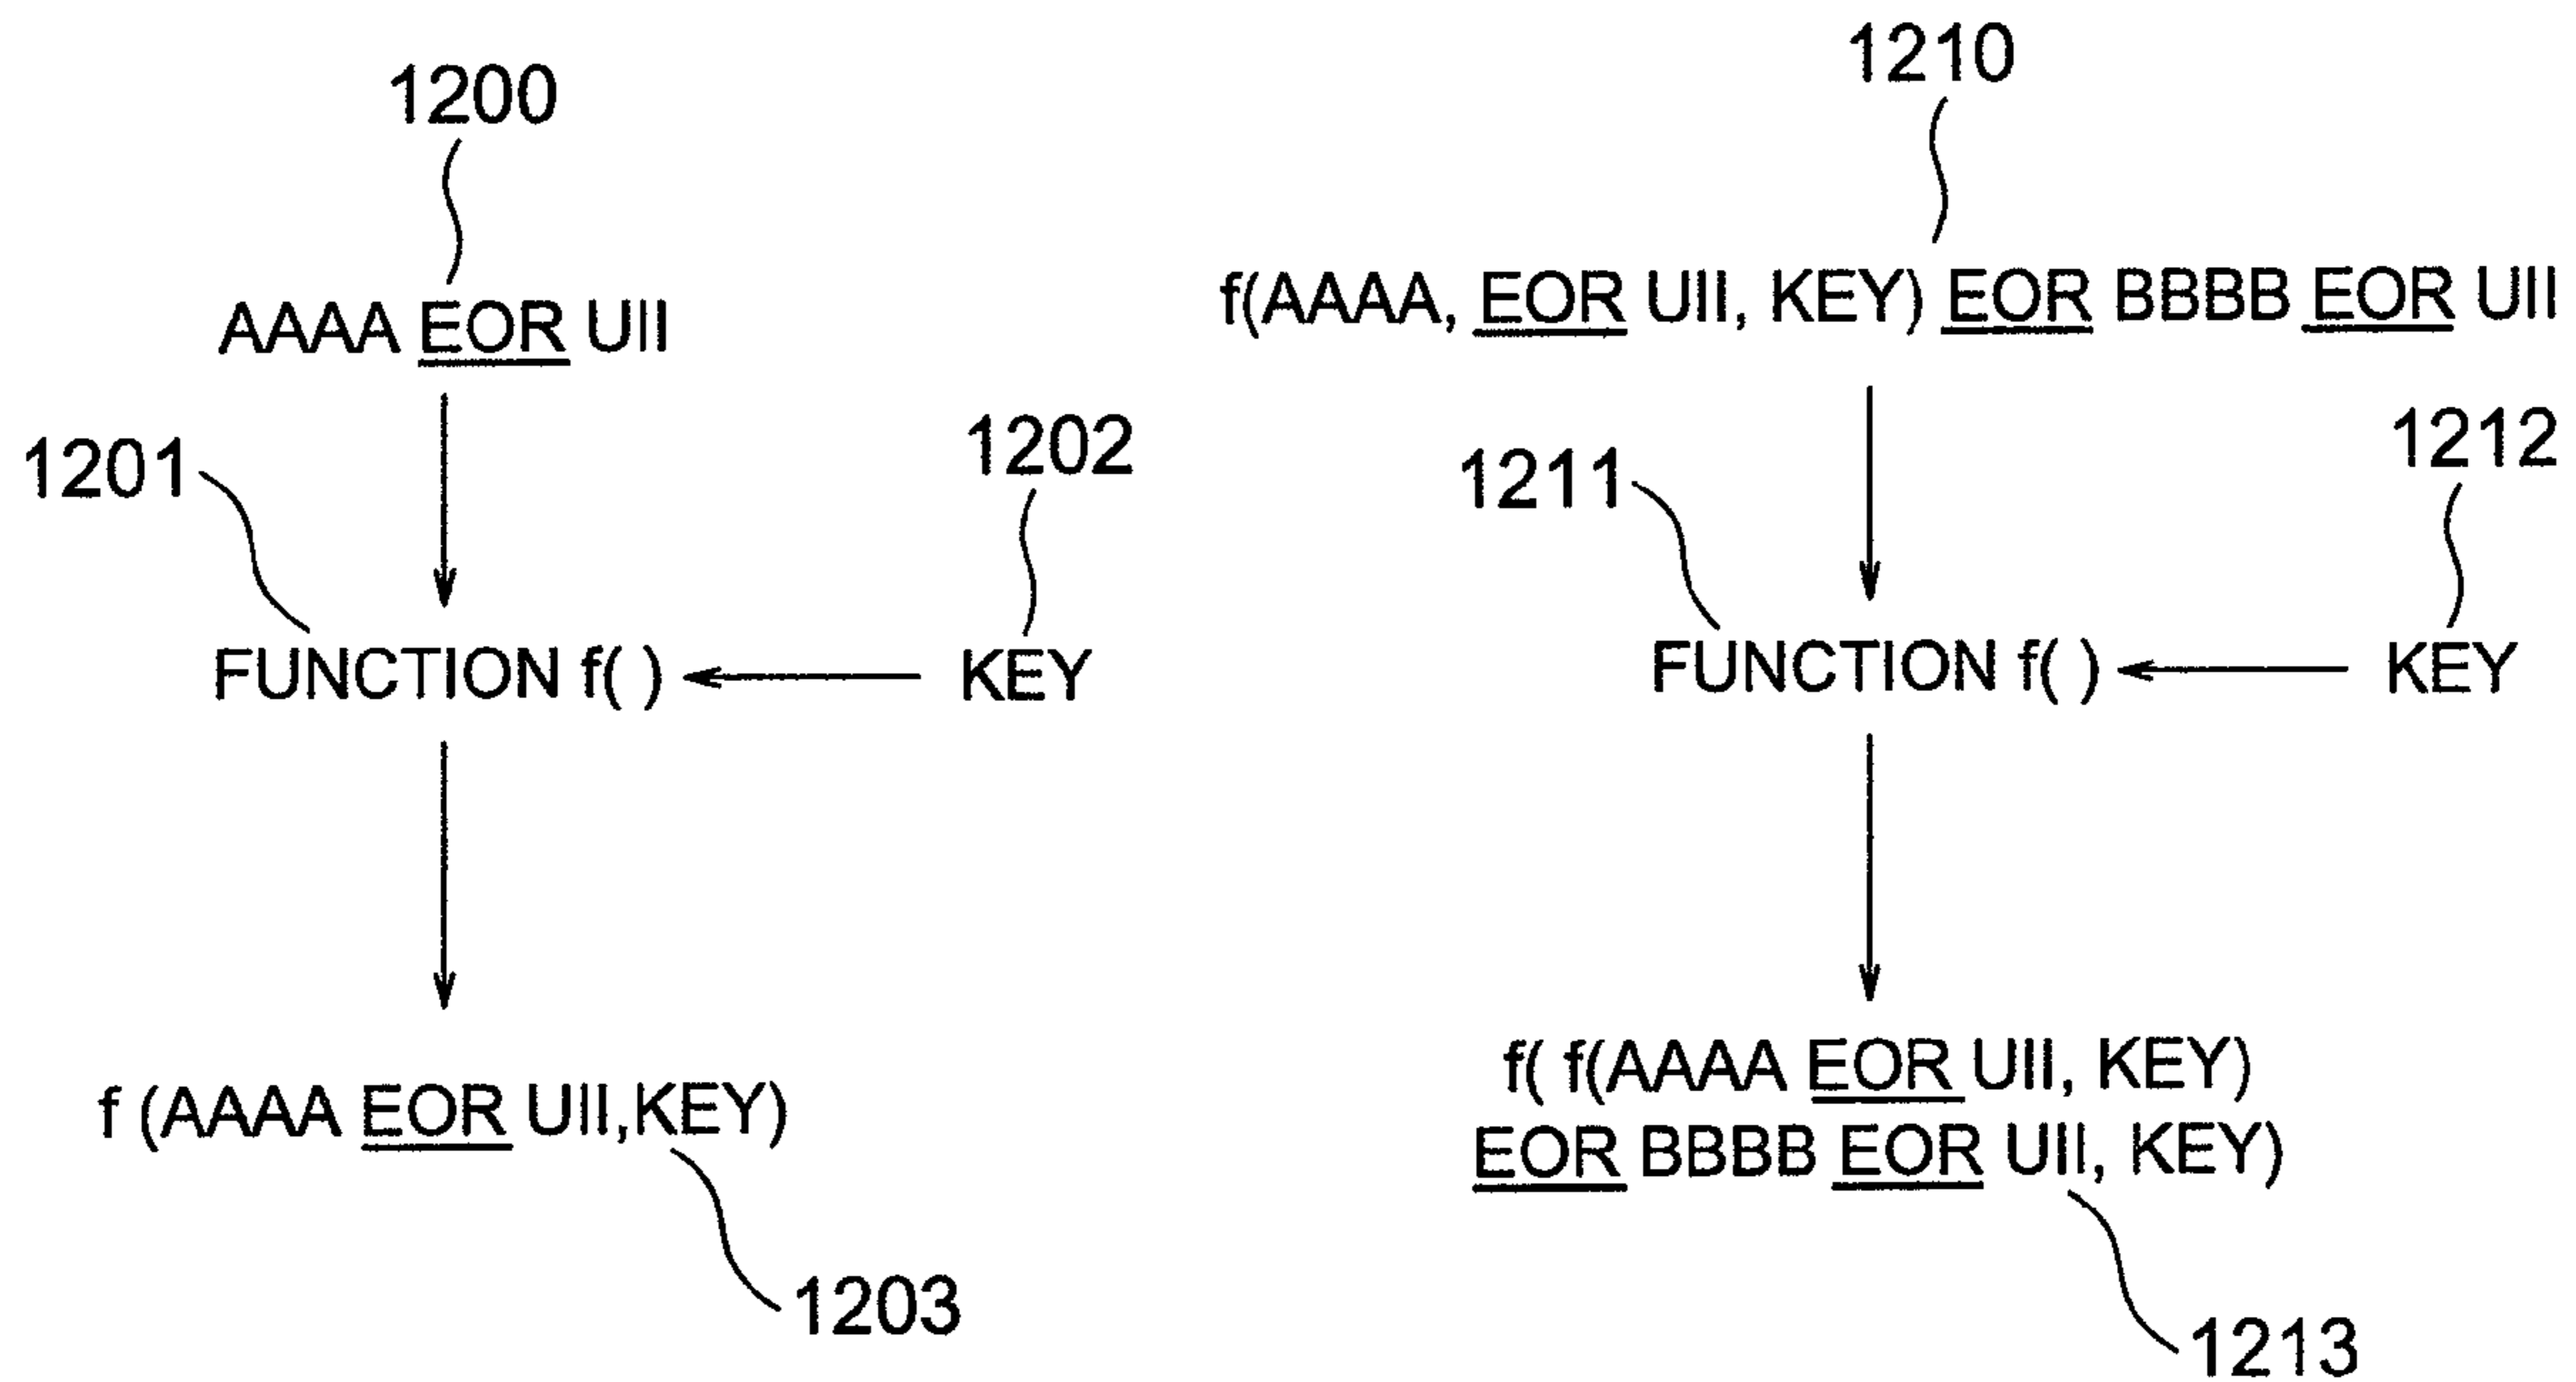 1200
AAAA EOR UII
1201
1202
FUNCTION f( )
KEY
f (AAAA EOR UII,KEY)
1203
1210
f(AAAA, EOR UII, KEY) EOR BBBB EOR UII
1211
1212
FUNCTION f( )
KEY
f( f(AAAA EOR UII, KEY)
EOR BBBB EOR UII, KEY)
1213